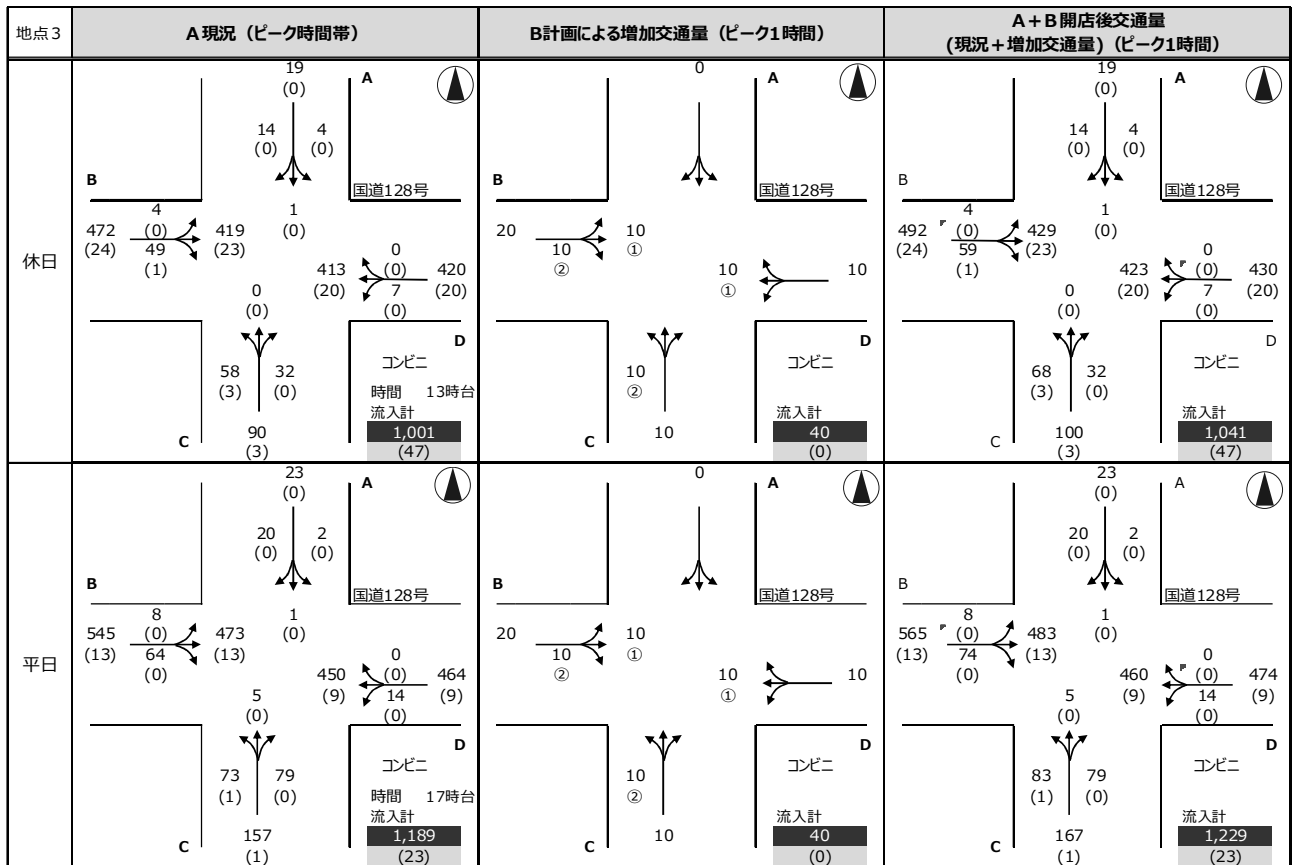 地点3
A現況（ピーク時間帯）
B計画による増加交通量（ピーク1時間）
A＋B開店後交通量
(現況＋増加交通量)（ピーク1時間）
休日
19
(0)
A
14 4
(0) (0)
B
国道128号
4
472 (0) 419
(24) 49 (23)
(1)
1
(0)
0
413 (0) 420
(20) 7 (20)
(0)
0
(0)
D
コンビニ
58 32
(3) (0)
時間 13時台
流入計
C
90
(3)
1,001
(47)
0
A
B
国道128号
20 10
10 ①
②
10 10
①
D
コンビニ
10
②
流入計
C
10
40
(0)
19
(0)
A
14 4
(0) (0)
B
国道128号
4
492 (0) 429
(24) 59 (23)
(1)
1
(0)
0
423 (0) 430
(20) 7 (20)
(0)
0
(0)
D
コンビニ
68 32
(3) (0)
流入計
C
100
(3)
1,041
(47)
平日
23
(0)
A
20 2
(0) (0)
B
国道128号
8
545 (0) 473
(13) 64 (13)
(0)
1
(0)
0
450 (0) 464
(9) 14 (9)
(0)
5
(0)
D
コンビニ
73 79
(1) (0)
時間 17時台
流入計
C
157
(1)
1,189
(23)
0
A
B
国道128号
20 10
10 ①
②
10 10
①
D
コンビニ
10
②
流入計
C
10
40
(0)
23
(0)
A
20 2
(0) (0)
B
国道128号
8
565 (0) 483
(13) 74 (13)
(0)
1
(0)
0
460 (0) 474
(9) 14 (9)
(0)
5
(0)
D
コンビニ
83 79
(1) (0)
流入計
C
167
(1)
1,229
(23)